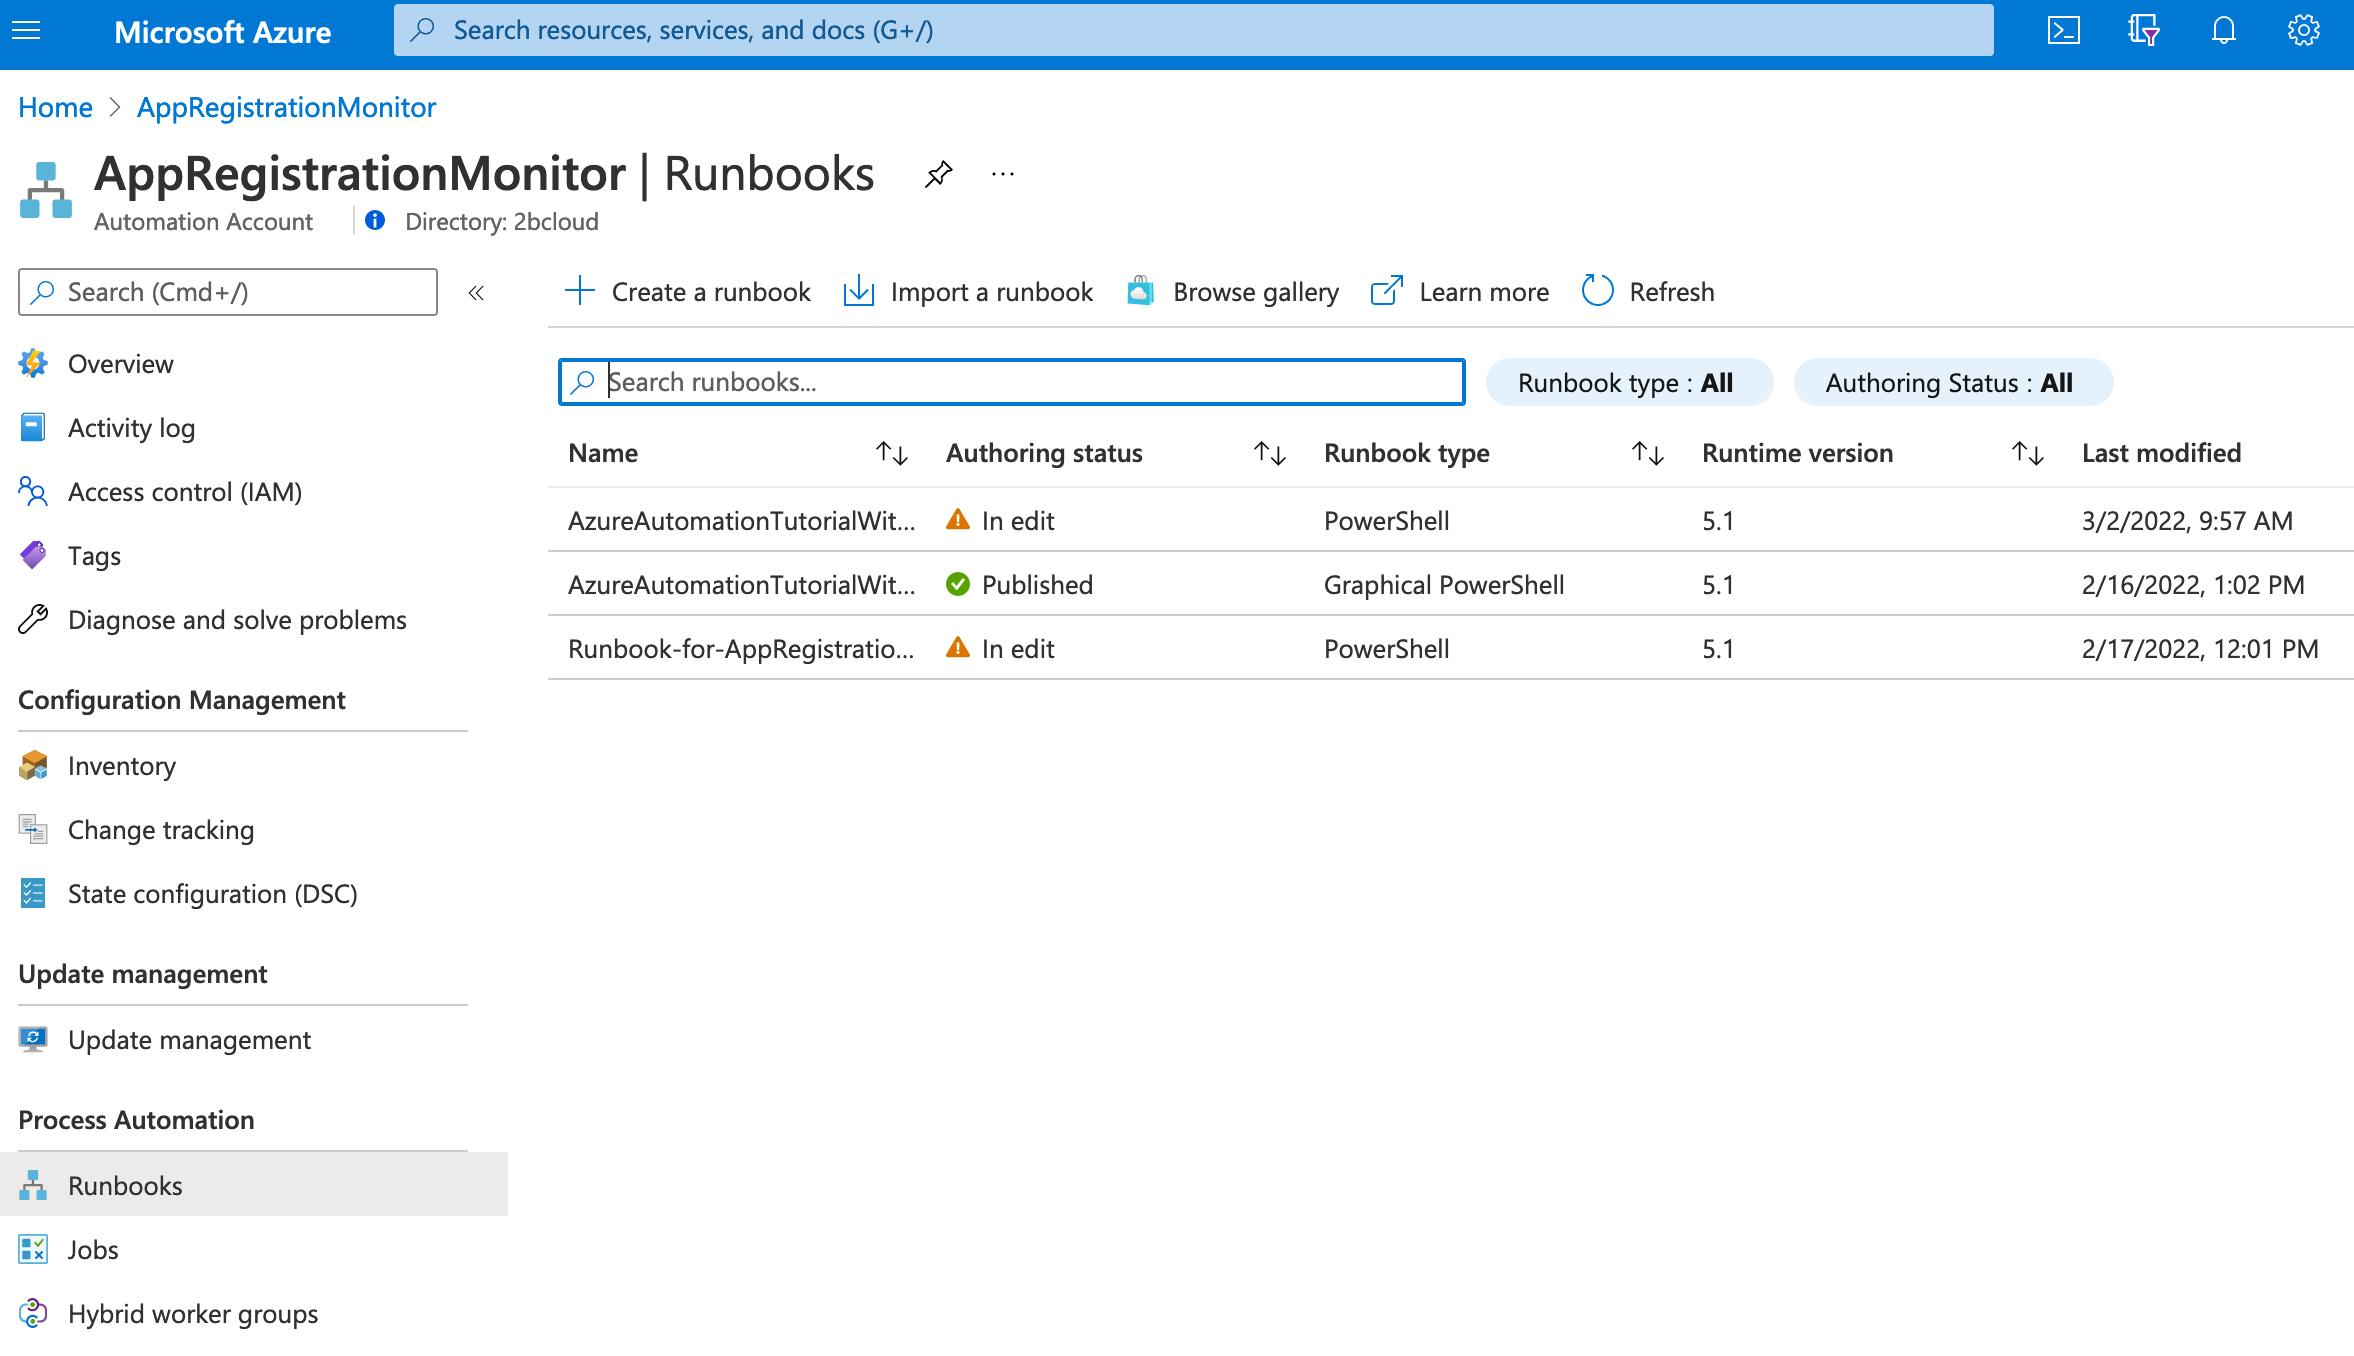 Microsoft Azure
Search resources, services, and docs (G+/)
Home > AppRegistrationMonitor
AppRegistrationMonitor | Runbooks
Automation Account
Directory: 2bcloud
Search (Cmd+/)
«
Overview
Activity log
Access control (IAM)
Tags
Diagnose and solve problems
Configuration Management
Inventory
Change tracking
State configuration (DSC)
Update management
Update management
Process Automation
Runbooks
Jobs
Hybrid worker groups
Create a runbook Import a runbook Browse gallery Learn more Refresh
Search runbooks... Runbook type : All Authoring Status : All
Name Authoring status Runbook type Runtime version Last modified
AzureAutomationTutorialWit... In edit PowerShell 5.1 3/2/2022, 9:57 AM
AzureAutomationTutorialWit... Published Graphical PowerShell 5.1 2/16/2022, 1:02 PM
Runbook-for-AppRegistratio... In edit PowerShell 5.1 2/17/2022, 12:01 PM